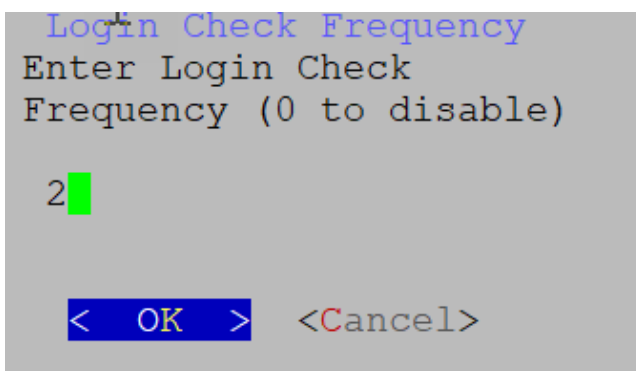 Login Check Frequency
Enter Login Check
Frequency (0 to disable)
2
< OK > <Cancel>